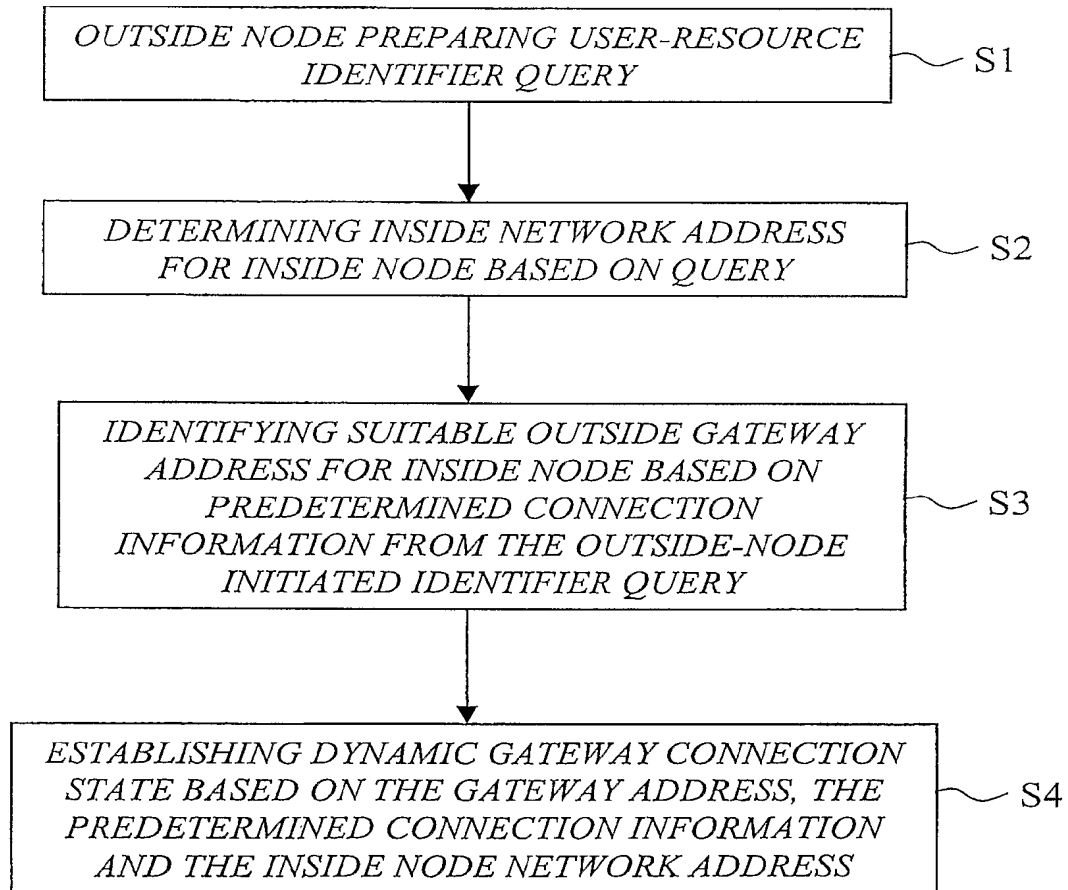 OUTSIDE NODE PREPARING USER-RESOURCE
IDENTIFIER QUERY
S1
DETERMINING INSIDE NETWORK ADDRESS
FOR INSIDE NODE BASED ON QUERY
S2
IDENTIFYING SUITABLE OUTSIDE GATEWAY
ADDRESS FOR INSIDE NODE BASED ON
PREDETERMINED CONNECTION
INFORMATION FROM THE OUTSIDE-NODE
INITIATED IDENTIFIER QUERY
S3
ESTABLISHING DYNAMIC GATEWAY CONNECTION
STATE BASED ON THE GATEWAY ADDRESS, THE
PREDETERMINED CONNECTION INFORMATION
AND THE INSIDE NODE NETWORK ADDRESS
S4